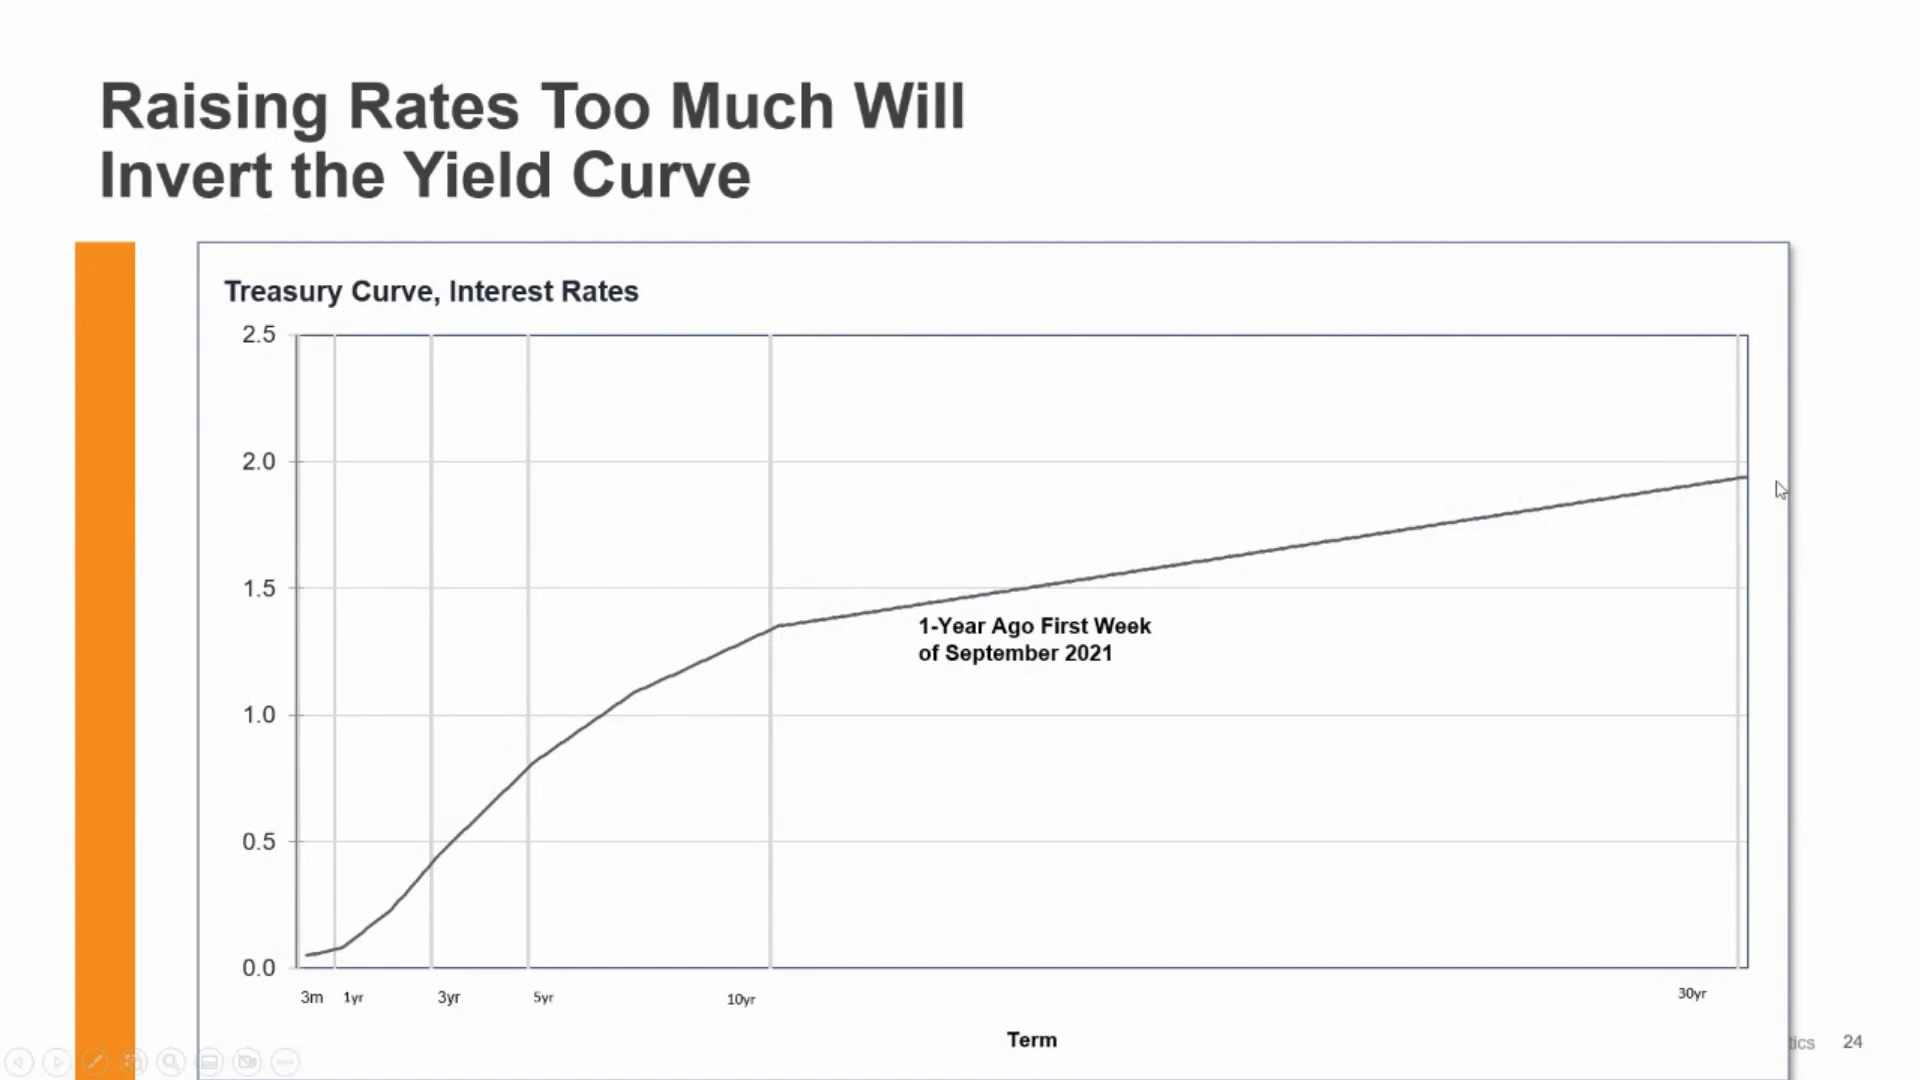 Raising Rates Too Much Will
Invert the Yield Curve
Treasury Curve, Interest Rates
2.5
2.0
1.5
1.0
0.5
0.0
1-Year Ago First Week
of September 2021
3m 1yr 3yr 5yr 10yr 30yr
Term
24